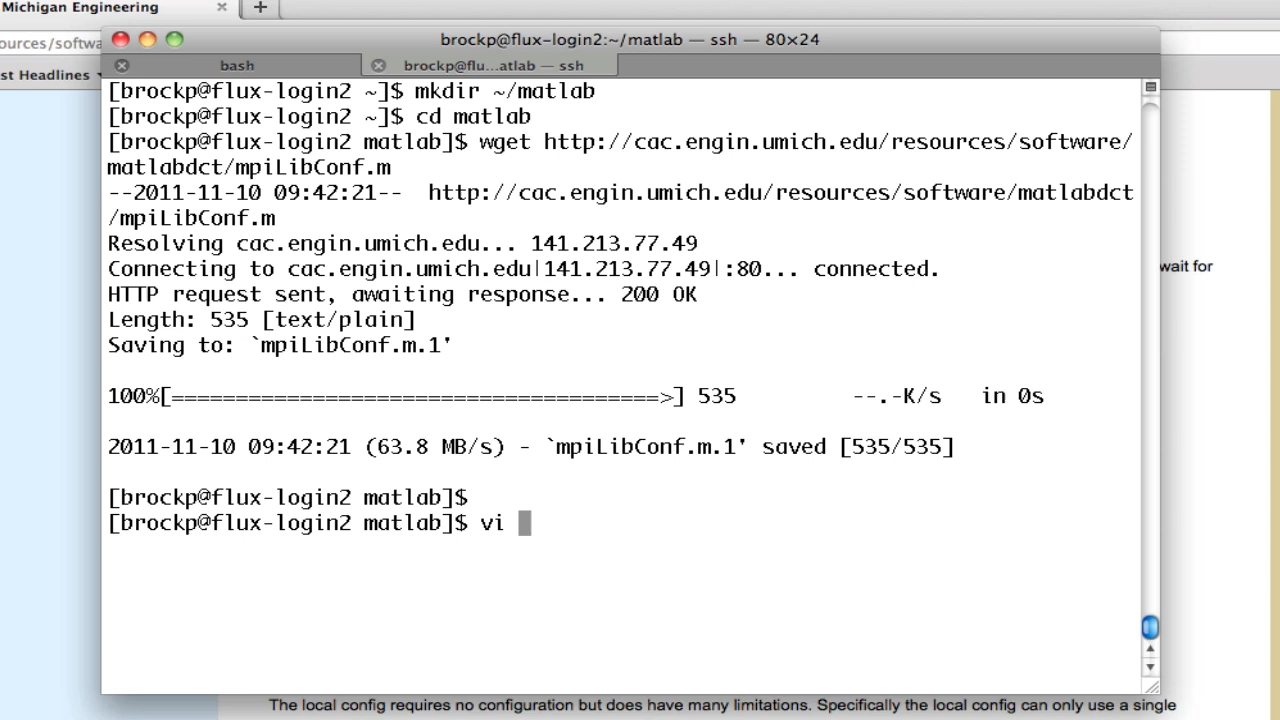 Michigan Engineering
ources/softwa
st Headlines
brockp@flux-login2:~/matlab — ssh — 80×24
bash
brockp@flu...atlab — ssh
[brockp@flux-login2 ~]$ mkdir ~/matlab
[brockp@flux-login2 ~]$ cd matlab
[brockp@flux-login2 matlab]$ wget http://cac.engin.umich.edu/resources/software/
matlabdct/mpiLibConf.m
--2011-11-10 09:42:21--  http://cac.engin.umich.edu/resources/software/matlabdct
/mpiLibConf.m
Resolving cac.engin.umich.edu... 141.213.77.49
Connecting to cac.engin.umich.edu|141.213.77.49|:80... connected.
HTTP request sent, awaiting response... 200 OK
Length: 535 [text/plain]
Saving to: `mpiLibConf.m.1'
100%[======================================>] 535         --.-K/s   in 0s
2011-11-10 09:42:21 (63.8 MB/s) - `mpiLibConf.m.1' saved [535/535]
[brockp@flux-login2 matlab]$
[brockp@flux-login2 matlab]$ vi
wait for
The local config requires no configuration but does have many limitations. Specifically the local config can only use a single